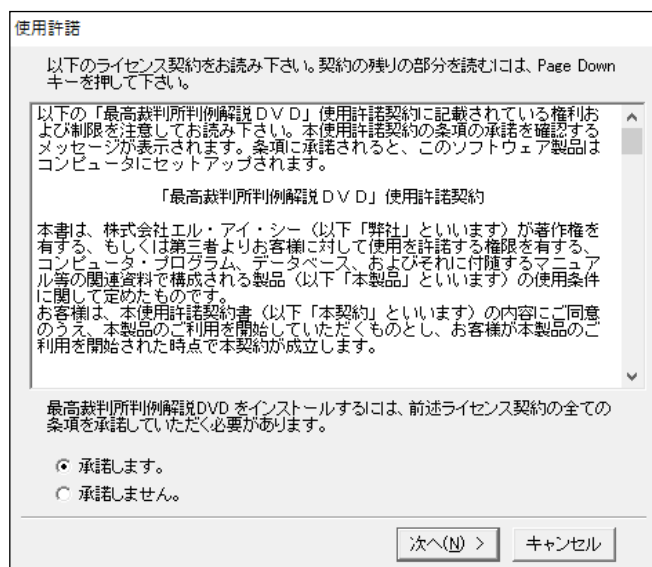 使用許諾
以下のライセンス契約をお読み下さい。契約の残りの部分を読むには、Page Down
キーを押して下さい。
以下の「最高裁判所判例解説ＤＶＤ」使用許諾契約に記載されている権利お
よび制限を注意してお読み下さい。本使用許諾契約の条項の承諾を確認する
メッセージが表示されます。条項に承諾されると、このソフトウェア製品は
コンピュータにセットアップされます。
「最高裁判所判例解説ＤＶＤ」使用許諾契約
本書は、株式会社エル・アイ・シー（以下「弊社」といいます）が著作権を
有する、もしくは第三者よりお客様に対して使用を許諾する権限を有する、
コンピュータ・プログラム、データベース、およびそれに付随するマニュア
ル等の関連資料で構成される製品（以下「本製品」といいます）の使用条件
に関して定めたものです。
お客様は、本使用許諾契約書（以下「本契約」といいます）の内容にご同意
のうえ、本製品のご利用を開始していただくものとし、お客様が本製品のご
利用を開始された時点で本契約が成立します。
最高裁判所判例解説DVD をインストールするには、前述ライセンス契約の全ての
条項を承諾していただく必要があります。
承諾します。
承諾しません。
次へ(N) > キャンセル